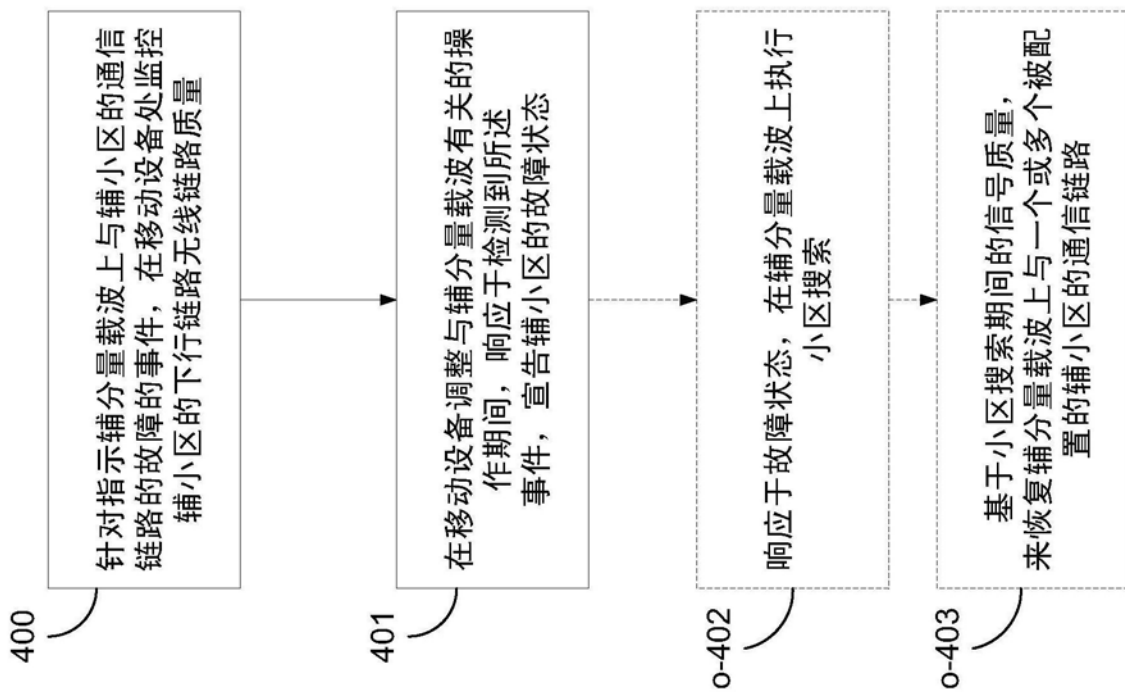 400
针对指示辅分量载波上与辅小区的通信
链路的故障的事件，在移动设备处监控
辅小区的下行链路无线链路质量
401
在移动设备调整与辅分量载波有关的操
作期间，响应于检测到所述
事件，宣告辅小区的故障状态
o-402
响应于故障状态，在辅分量载波上执行
小区搜索
o-403
基于小区搜索期间的信号质量，
来恢复辅分量载波上与一个或多个被配
置的辅小区的通信链路